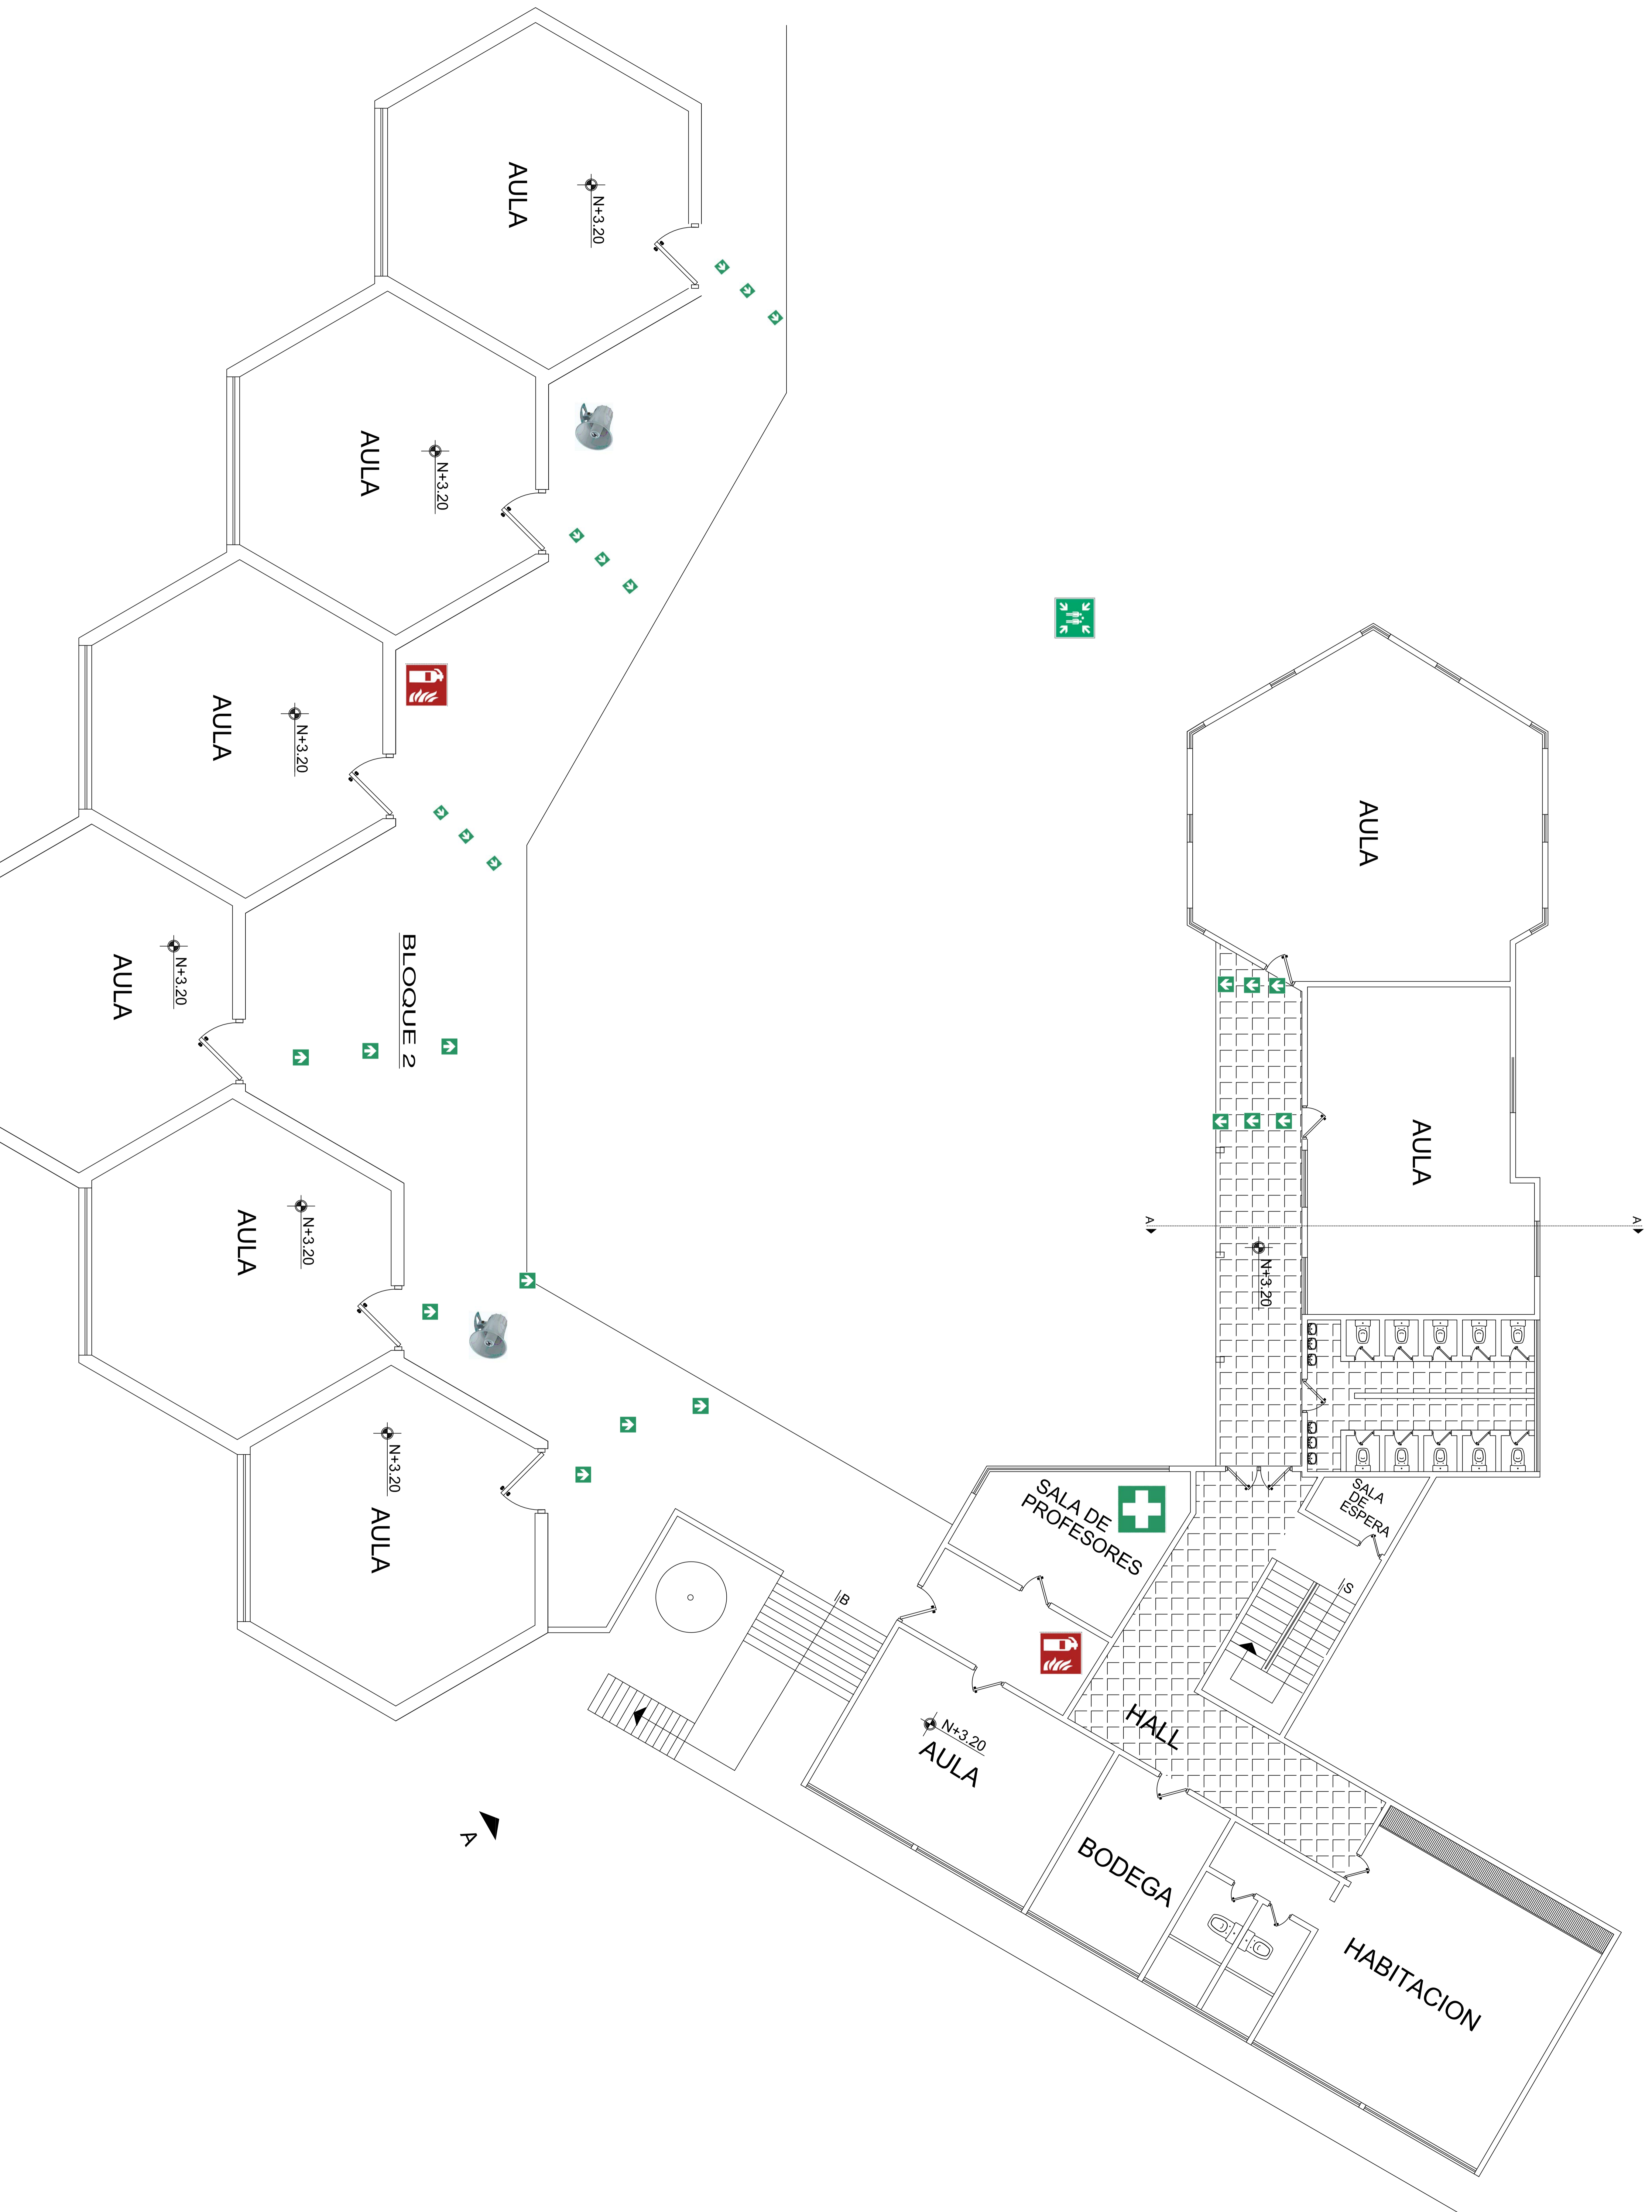 AULA
N+3.20
AULA
N+3.20
AULA
N+3.20
AULA
N+3.20
BLOQUE 2
AULA
N+3.20
AULA
N+3.20
AULA
AULA
A
A
N+3.20
SALA DE
PROFESORES
SALA
DE
ESPERA
S
B
HALL
N+3.20
AULA
BODEGA
HABITACION
A